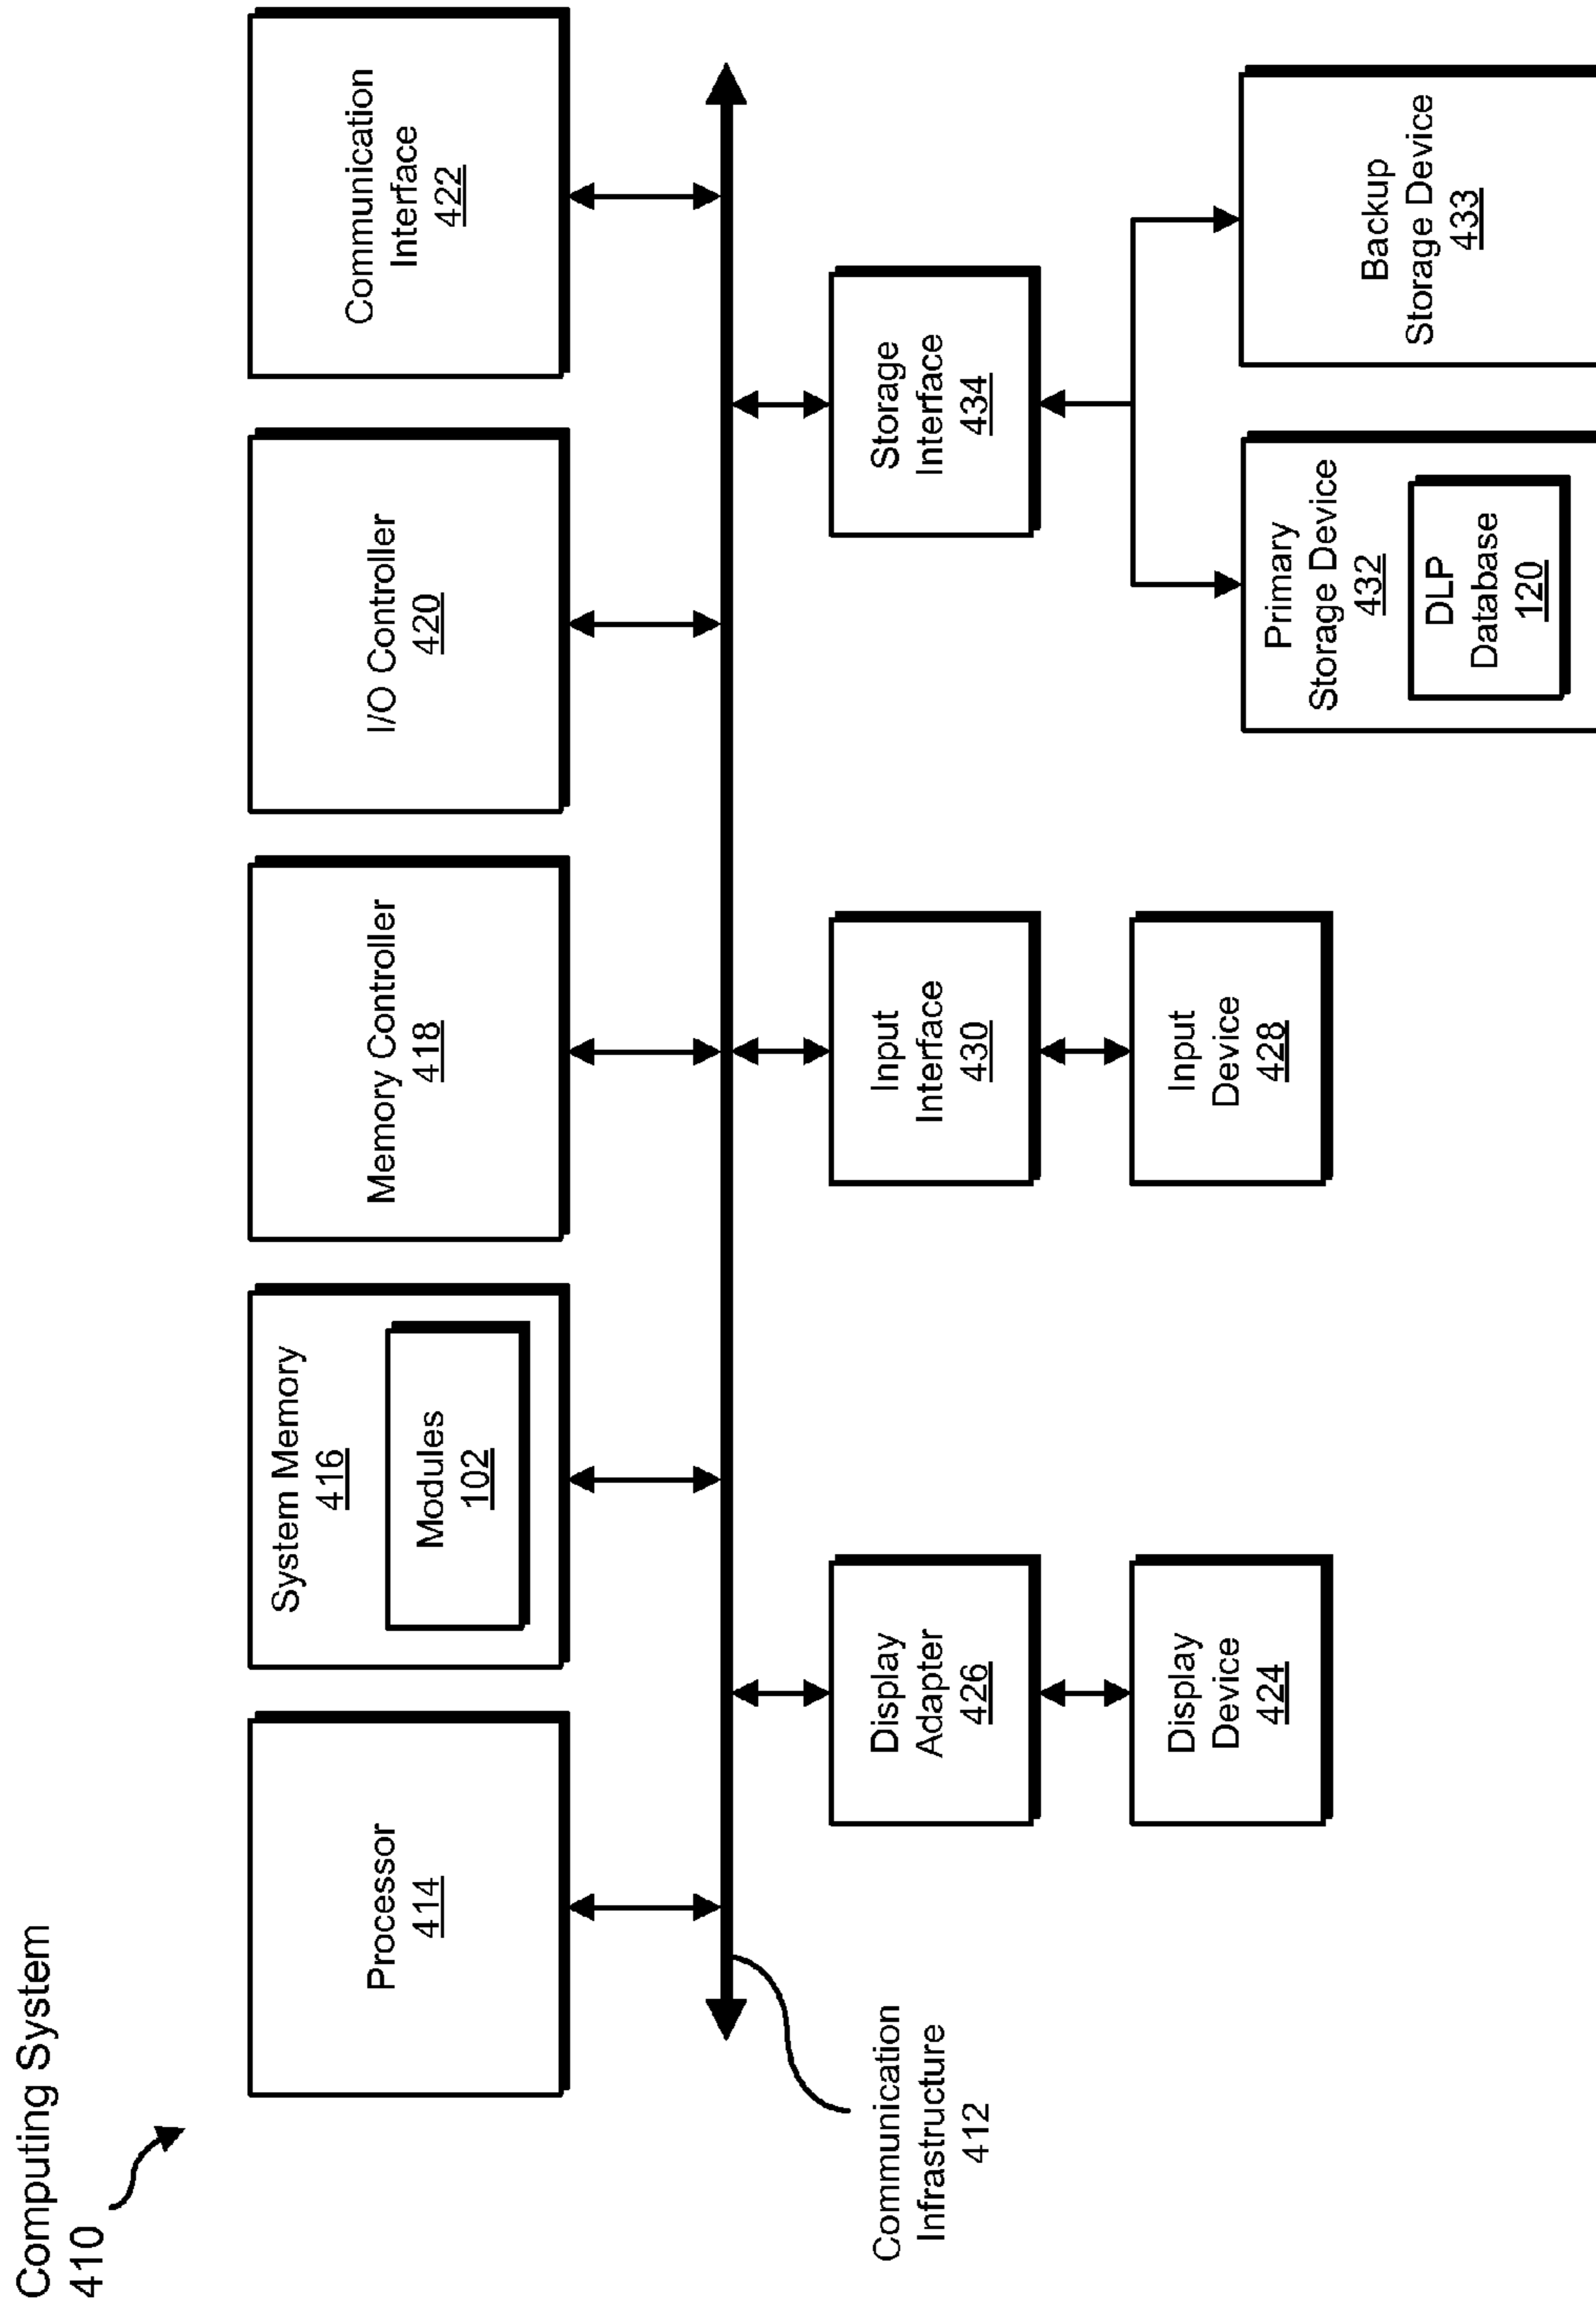 Computing System
410
Processor
414
System Memory
416
Modules
102
Memory Controller
418
I/O Controller
420
Communication
Interface
422
Communication
Infrastructure
412
Display
Adapter
426
Input
Interface
430
Storage
Interface
434
Display
Device
424
Input
Device
428
Primary
Storage Device
432
DLP
Database
120
Backup
Storage Device
433